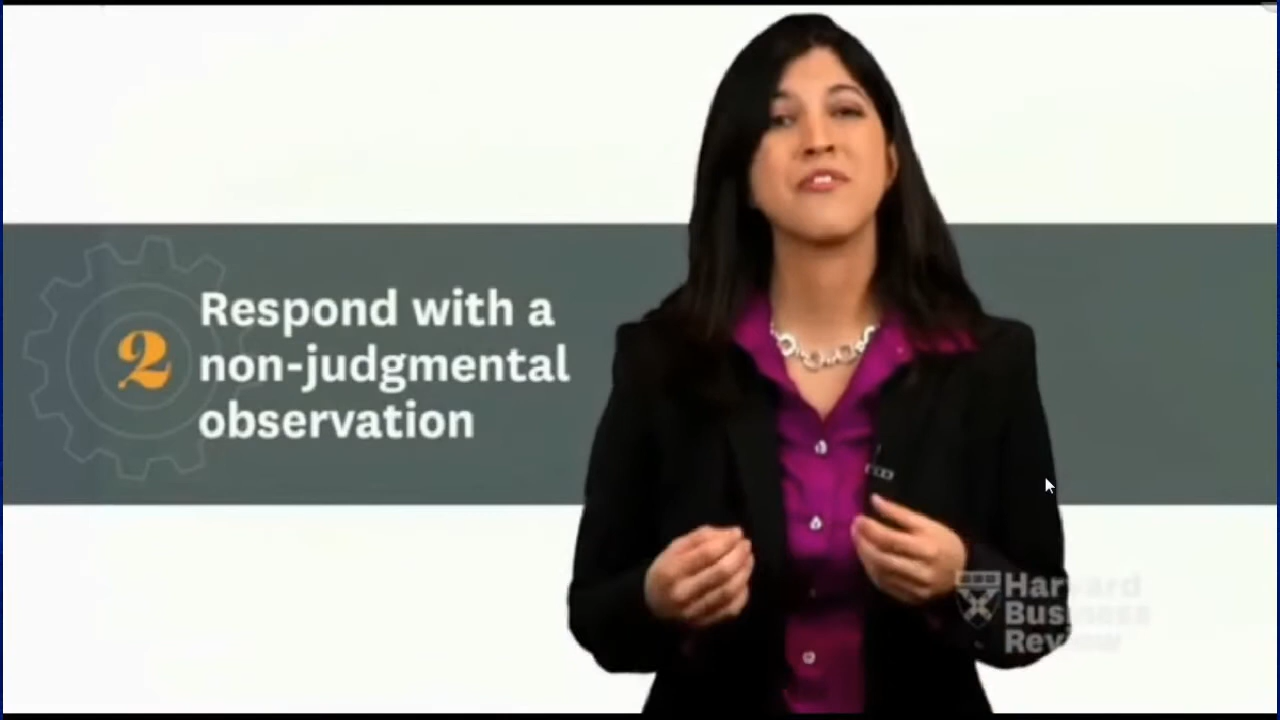 2
Respond with a
non-judgmental
observation
Harvard
Business
Review